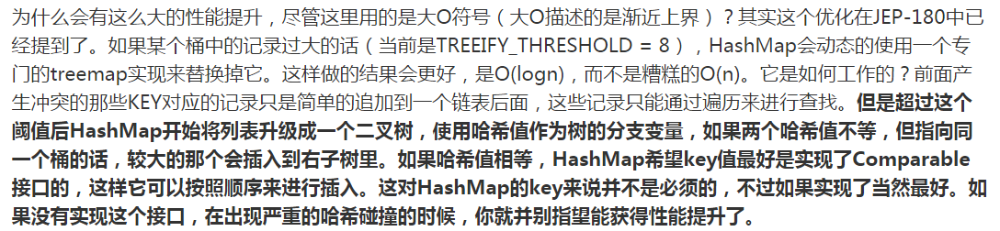 为什么会有这么大的性能提升，尽管这里用的是大O符号（大O描述的是渐近上界）？其实这个优化在JEP-180中已
经提到了。如果某个桶中的记录过大的话（当前是TREEIFY_THRESHOLD = 8），HashMap会动态的使用一个专
门的treemap实现来替换掉它。这样做的结果会更好，是O(logn)，而不是糟糕的O(n)。它是如何工作的？前面产
生冲突的那些KEY对应的记录只是简单的追加到一个链表后面，这些记录只能通过遍历来进行查找。但是超过这个
阈值后HashMap开始将列表升级成一个二叉树，使用哈希值作为树的分支变量，如果两个哈希值不等，但指向同
一个桶的话，较大的那个会插入到右子树里。如果哈希值相等，HashMap希望key值最好是实现了Comparable
接口的，这样它可以按照顺序来进行插入。这对HashMap的key来说并不是必须的，不过如果实现了当然最好。如
果没有实现这个接口，在出现严重的哈希碰撞的时候，你就并别指望能获得性能提升了。